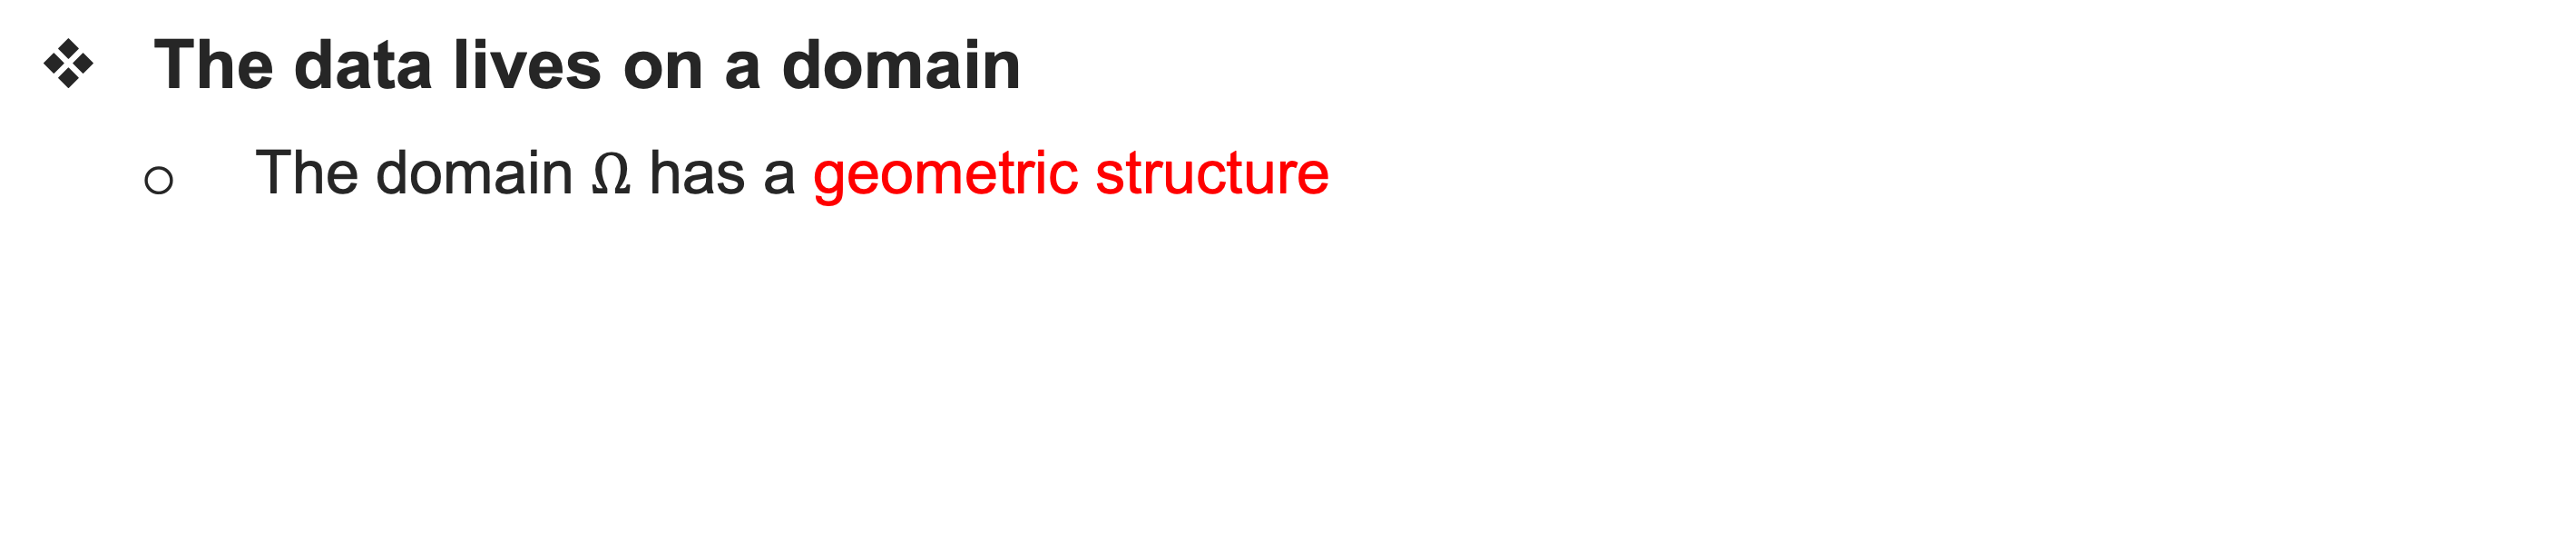 ❖ The data lives on a domain
○ The domain Ω has a geometric structure